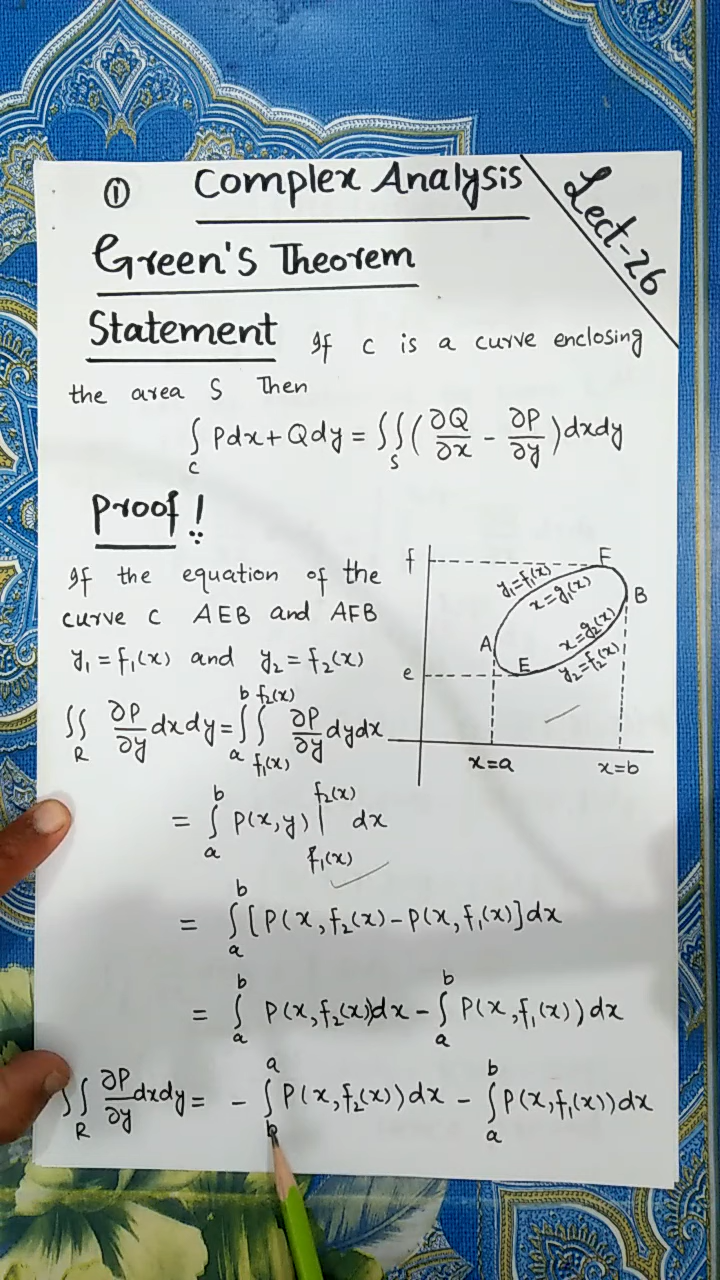 ① Complex Analysis
Lect-26
Green's Theorem
Statement If c is a curve enclosing
the area S Then
∫_c Pdx+Qdy = ∫∫_S (∂Q/∂x - ∂P/∂y)dxdy
Proof!
If the equation of the
curve c AEB and AFB
y₁=f₁(x) and y₂=f₂(x)
f
F
y₁=f₁(x)
x=g₁(x)
B
A
x=g₂(x)
e
E
y₂=f₂(x)
x=a
x=b
∫∫_R ∂P/∂y dxdy = ∫_a^b ∫_{f₁(x)}^{f₂(x)} ∂P/∂y dydx
= ∫_a^b P(x,y)|_{f₁(x)}^{f₂(x)} dx
= ∫_a^b [P(x,f₂(x)-P(x,f₁(x)]dx
= ∫_a^b P(x,f₂(x))dx - ∫_a^b P(x,f₁(x))dx
∫∫_R ∂P/∂y dxdy = - ∫_b^a P(x,f₂(x))dx - ∫_a^b P(x,f₁(x))dx